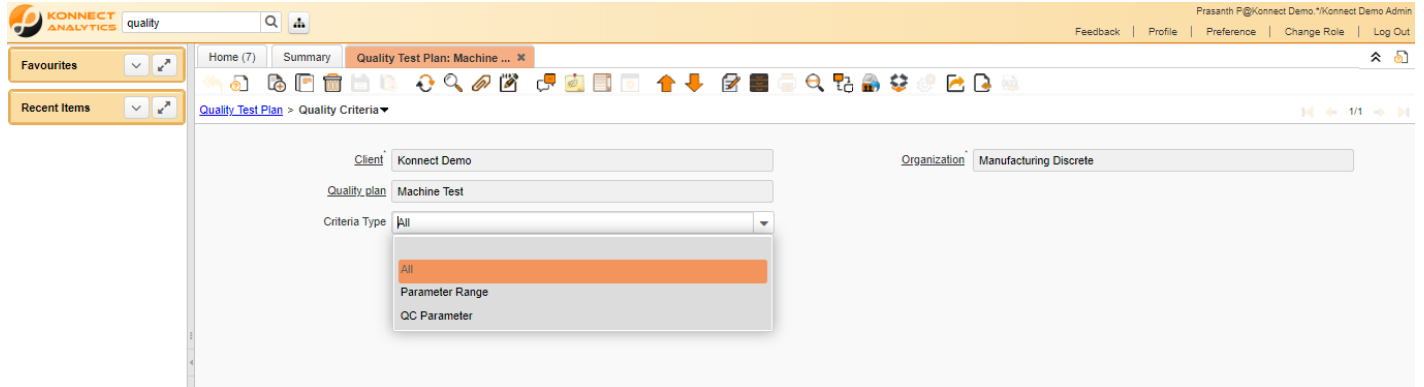 Prasanth P@Konnect Demo.*/Konnect Demo Admin
KONNECT
ANALYTICS
quality
Feedback | Profile | Preference | Change Role | Log Out
Favourites
Recent Items
Home (7) Summary Quality Test Plan: Machine ...
Quality Test Plan > Quality Criteria
1/1
Client Konnect Demo
Organization Manufacturing Discrete
Quality plan Machine Test
Criteria Type All
All
Parameter Range
QC Parameter